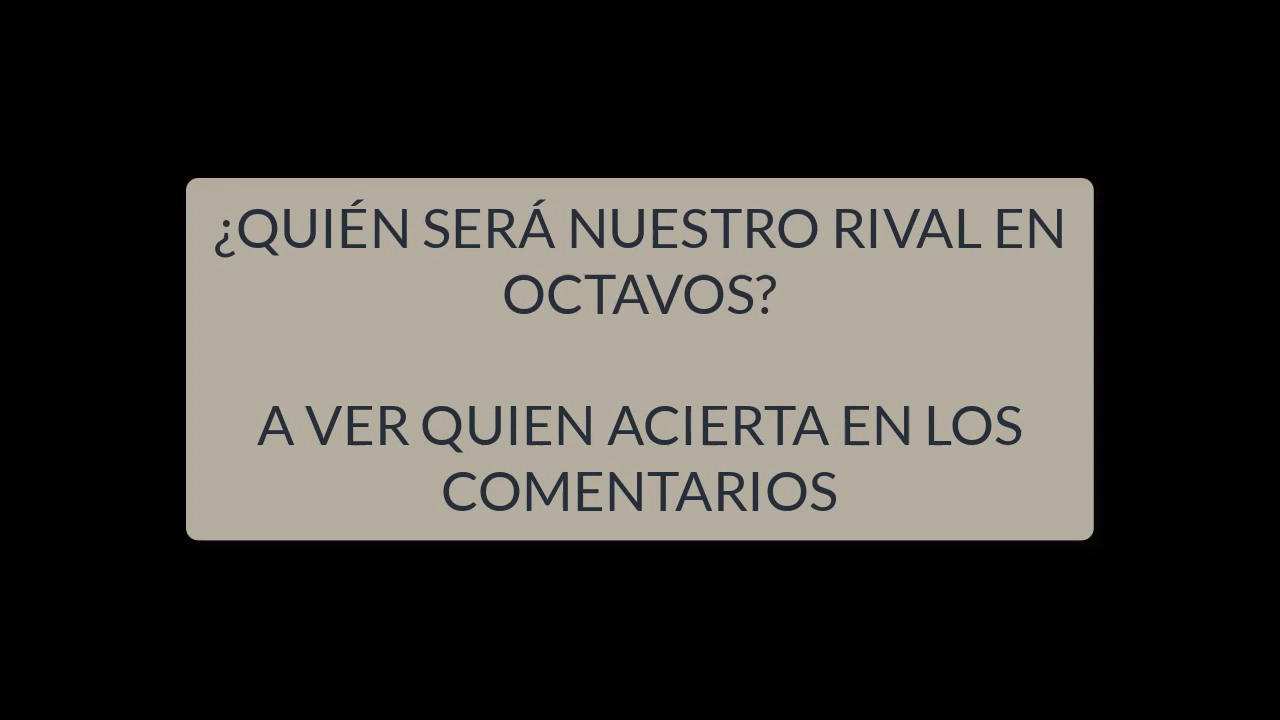 ¿QUIÉN SERÁ NUESTRO RIVAL EN
OCTAVOS?
A VER QUIEN ACIERTA EN LOS
COMENTARIOS